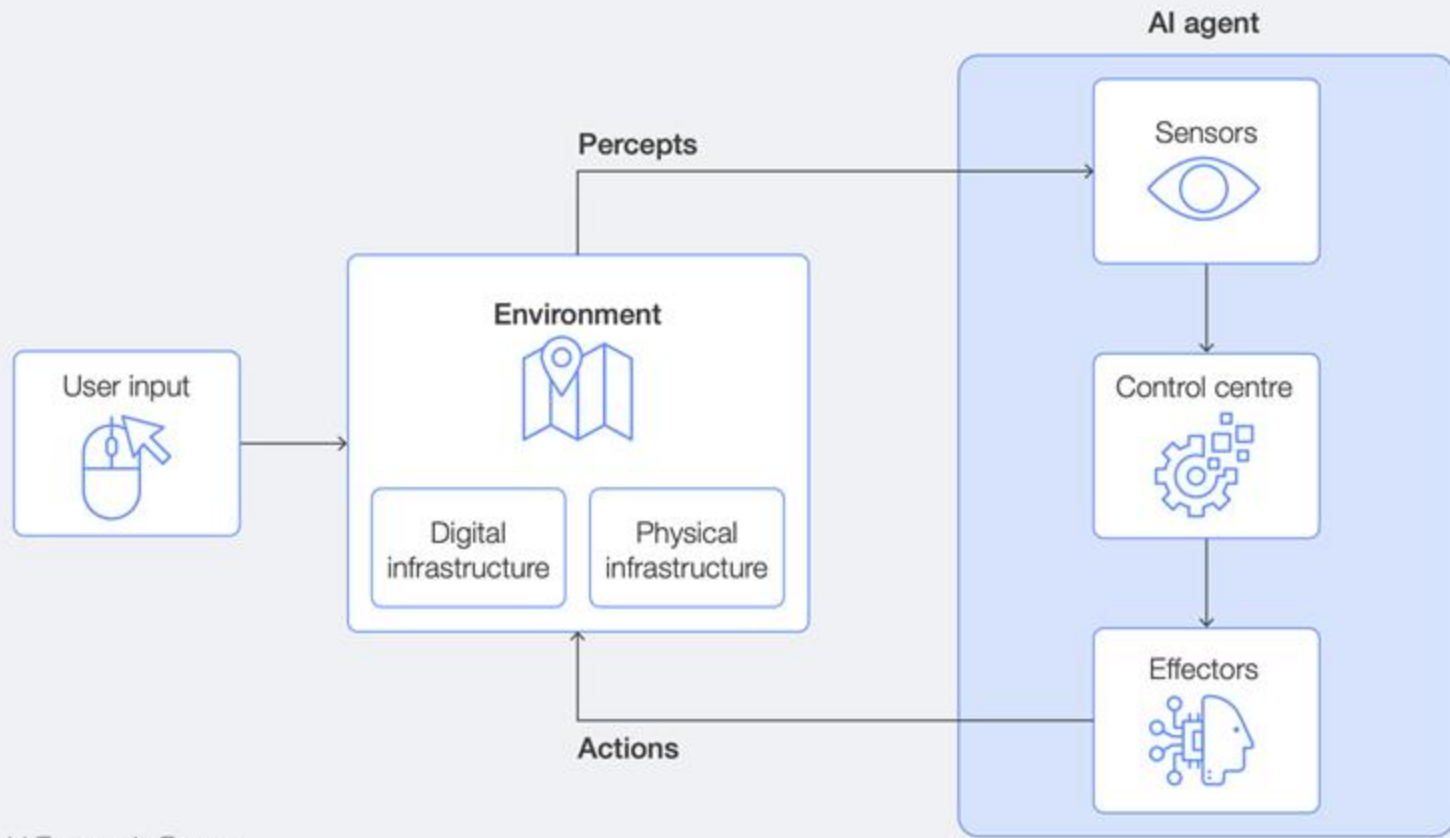 AI agent
Sensors
Percepts
Environment
User input
Control centre
Digital
infrastructure
Physical
infrastructure
Effectors
Actions